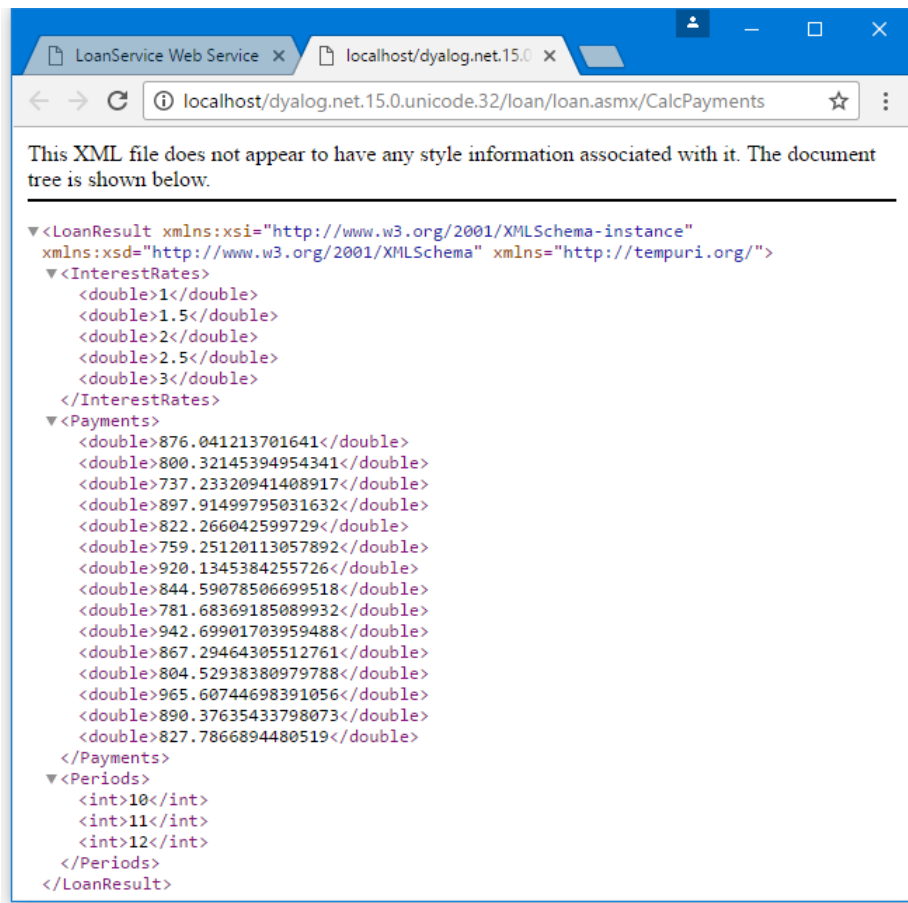 LoanService Web Service
localhost/dyalog.net.15.0
localhost/dyalog.net.15.0.unicode.32/loan/loan.asmx/CalcPayments
This XML file does not appear to have any style information associated with it. The document
tree is shown below.
▼<LoanResult xmlns:xsi="http://www.w3.org/2001/XMLSchema-instance"
xmlns:xsd="http://www.w3.org/2001/XMLSchema" xmlns="http://tempuri.org/">
▼<InterestRates>
<double>1</double>
<double>1.5</double>
<double>2</double>
<double>2.5</double>
<double>3</double>
</InterestRates>
▼<Payments>
<double>876.041213701641</double>
<double>800.32145394954341</double>
<double>737.23320941408917</double>
<double>897.91499795031632</double>
<double>822.266042599729</double>
<double>759.25120113057892</double>
<double>920.1345384255726</double>
<double>844.59078506699518</double>
<double>781.68369185089932</double>
<double>942.69901703959488</double>
<double>867.29464305512761</double>
<double>804.52938380979788</double>
<double>965.60744698391056</double>
<double>890.37635433798073</double>
<double>827.7866894480519</double>
</Payments>
▼<Periods>
<int>10</int>
<int>11</int>
<int>12</int>
</Periods>
</LoanResult>